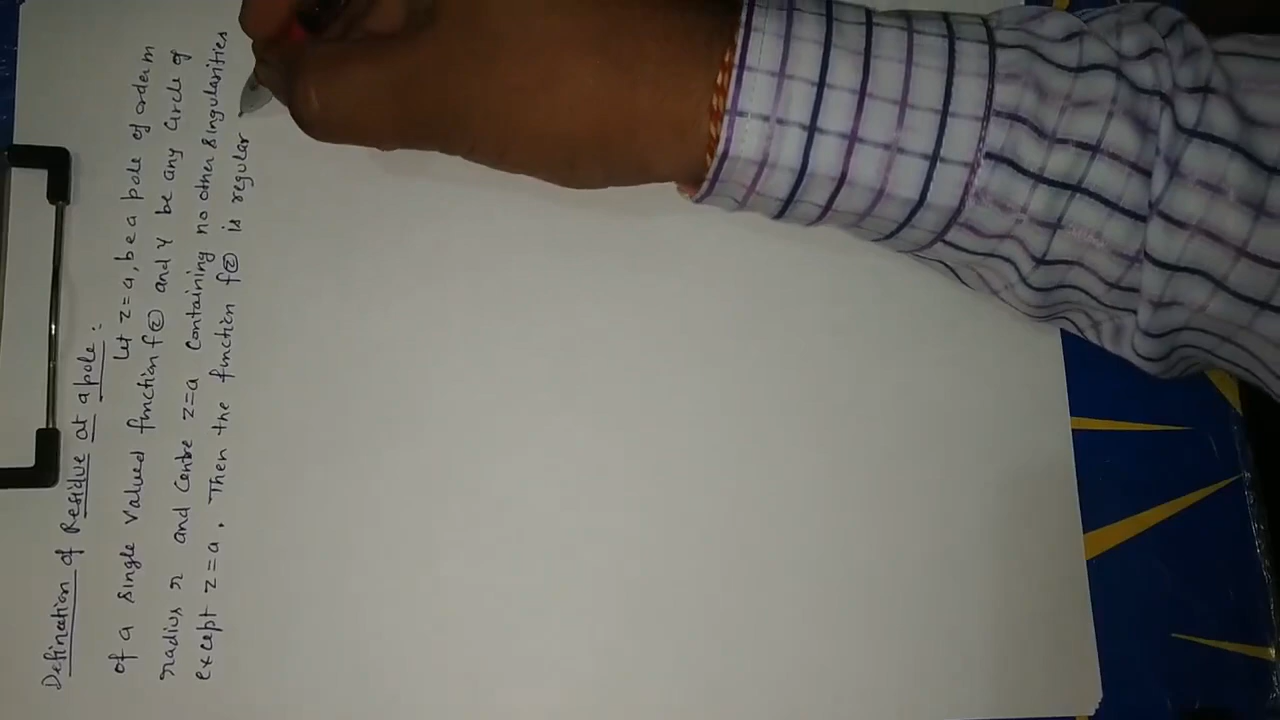 Defination of Residue at a pole :
Let z = a, be a pole of order m
of a single valued function f(z) and γ be any circle of
radius r and centre z=a containing no other singularities
except z = a. Then the function f(z) is regular